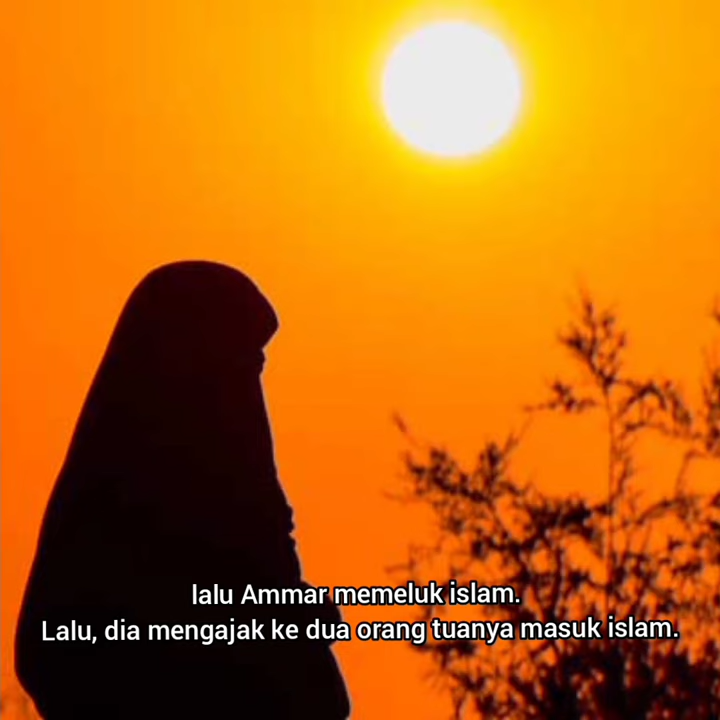 lalu Ammar memeluk islam.
Lalu, dia mengajak ke dua orang tuanya masuk islam.